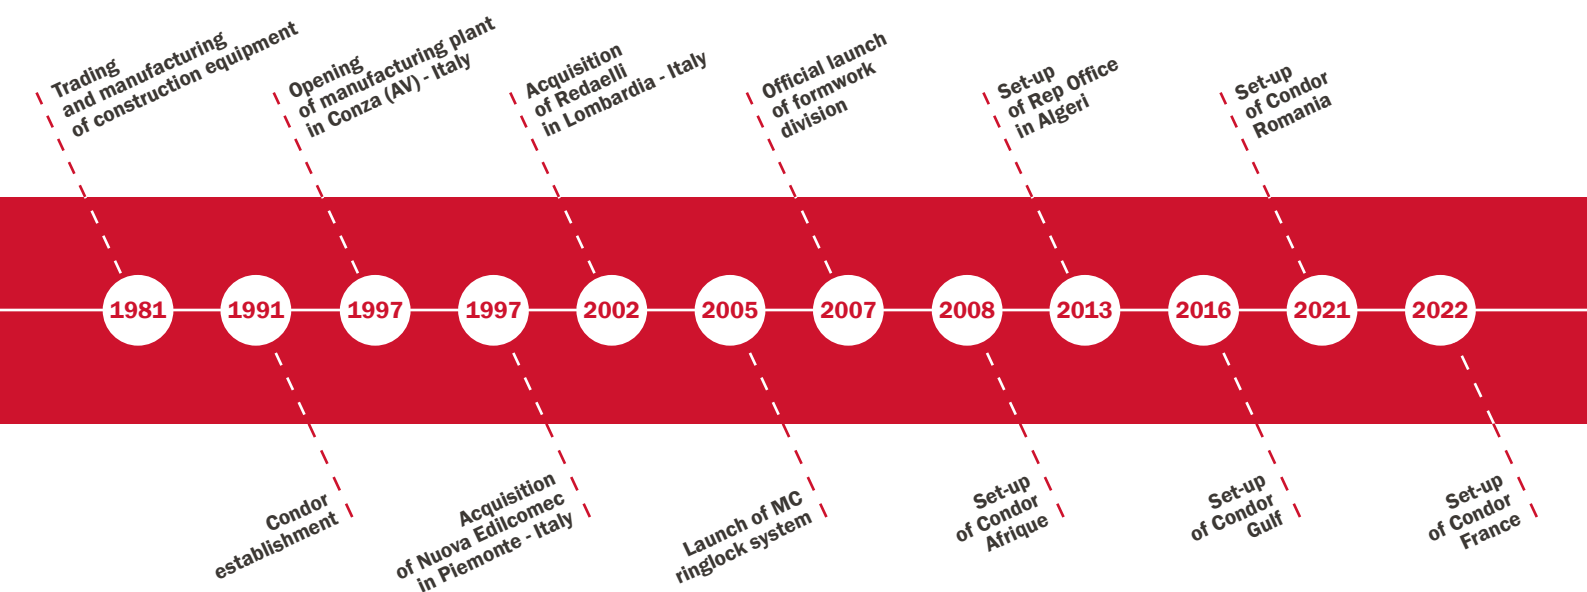 Trading
and manufacturing
of construction equipment
Opening
of manufacturing plant
in Conza (AV) - Italy
Acquisition
of Redaelli
in Lombardia - Italy
Official launch
of formwork
division
Set-up
of Rep Office
in Algeri
Set-up
of Condor
Romania
1981
1991
1997
1997
2002
2005
2007
2008
2013
2016
2021
2022
Condor
establishment
Acquisition
of Nuova Edilcomec
in Piemonte - Italy
Launch of MC
ringlock system
Set-up
of Condor
Afrique
Set-up
of Condor
Gulf
Set-up
of Condor
France